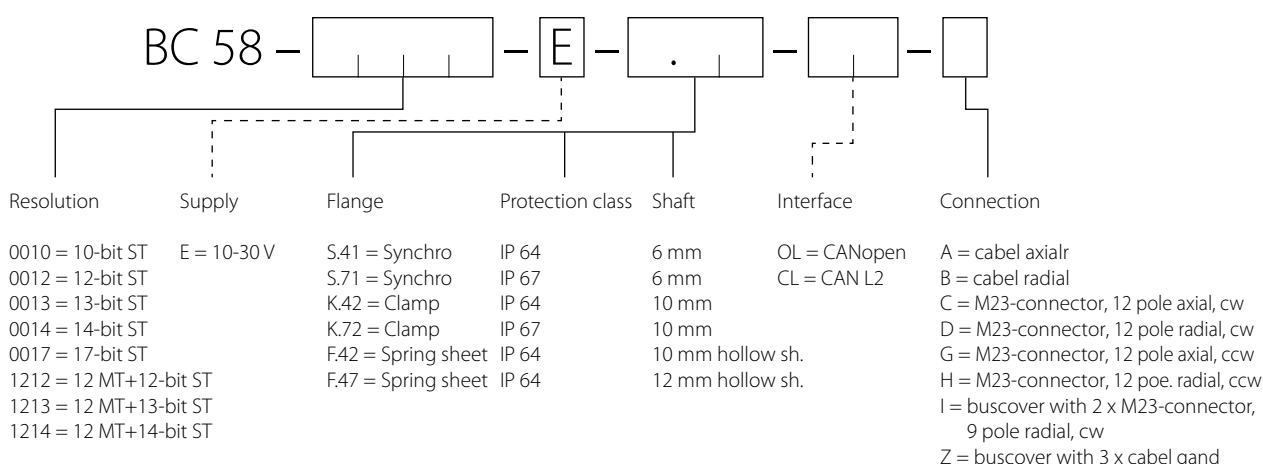 BC 58 – – E – . – –
Resolution Supply Flange Protection class Shaft Interface Connection
0010 = 10-bit ST E = 10-30 V S.41 = Synchro IP 64 6 mm OL = CANopen A = cabel axialr
0012 = 12-bit ST S.71 = Synchro IP 67 6 mm CL = CAN L2 B = cabel radial
0013 = 13-bit ST K.42 = Clamp IP 64 10 mm C = M23-connector, 12 pole axial, cw
0014 = 14-bit ST K.72 = Clamp IP 67 10 mm D = M23-connector, 12 pole radial, cw
0017 = 17-bit ST F.42 = Spring sheet IP 64 10 mm hollow sh. G = M23-connector, 12 pole axial, ccw
1212 = 12 MT+12-bit ST F.47 = Spring sheet IP 64 12 mm hollow sh. H = M23-connector, 12 poe. radial, ccw
1213 = 12 MT+13-bit ST I = buscover with 2 x M23-connector,
1214 = 12 MT+14-bit ST 9 pole radial, cw
Z = buscover with 3 x cabel gand